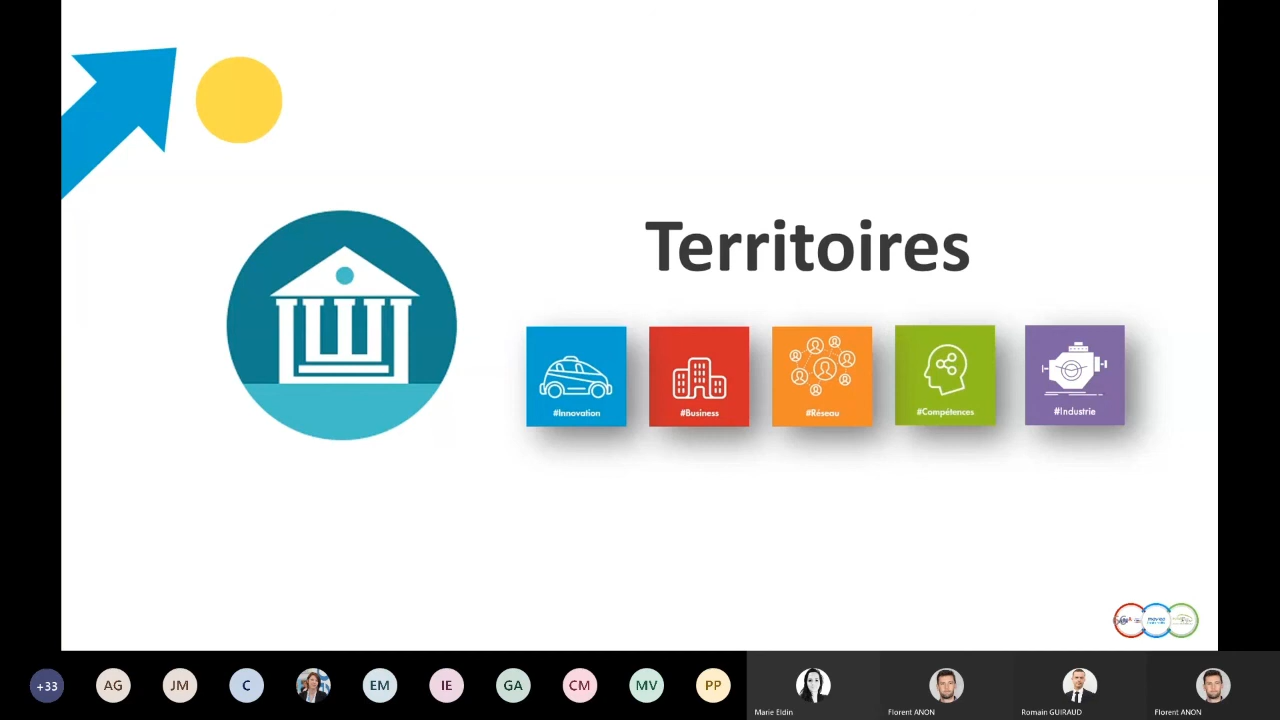 Territoires
#Innovation
#Business
#Réseau
#Compétences
#Industrie
+33
AG
JM
C
EM
IE
GA
CM
MV
PP
Marie Eldin
Florent ANON
Romain GUIRAUD
Florent ANON